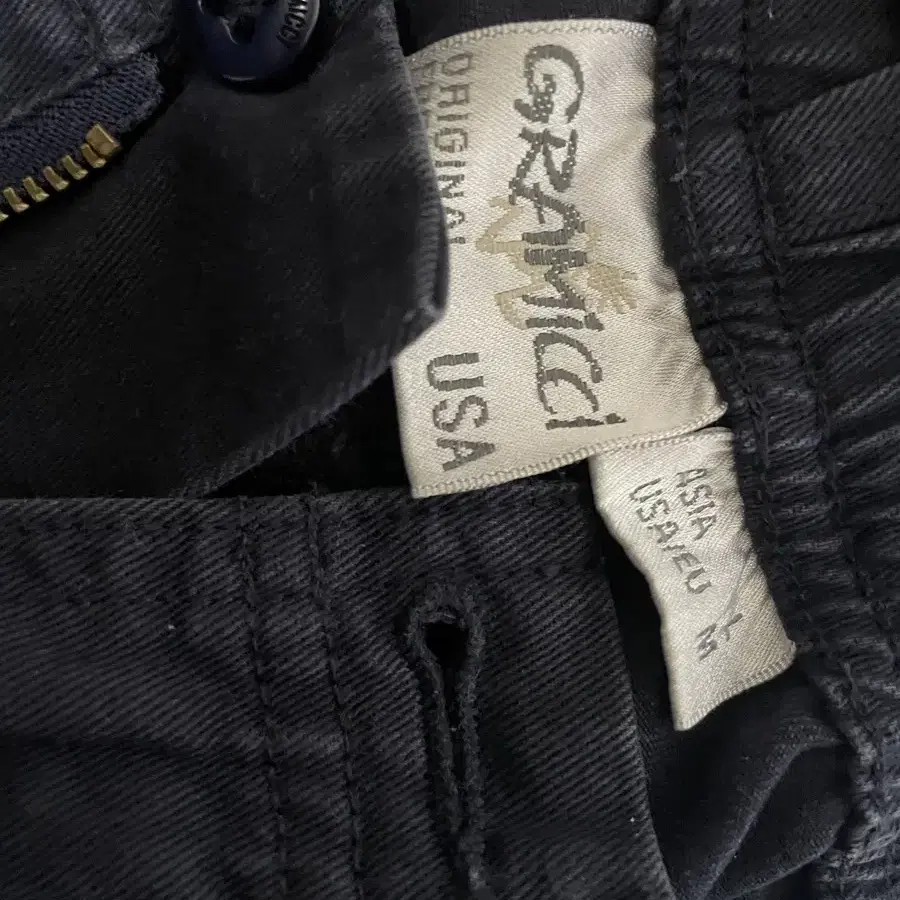 GRAMICCI
ORIGINAL
USA
ASIA L
USA/EU M